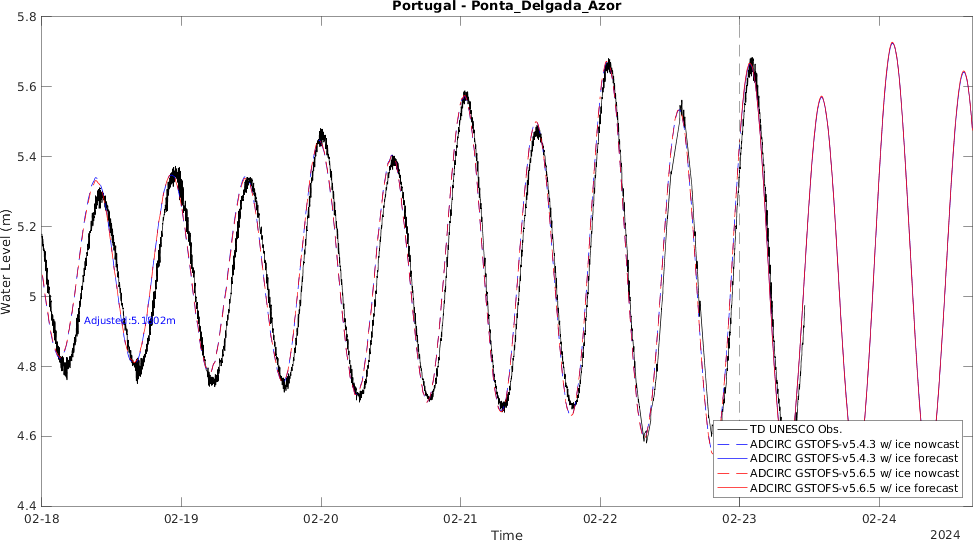 Portugal - Ponta_Delgada_Azor
Water Level (m)
5.8
5.6
5.4
5.2
5
4.8
4.6
4.4
02-18
02-19
02-20
02-21
02-22
02-23
02-24
Time
2024
TD UNESCO Obs.
ADCIRC GSTOFS-v5.4.3 w/ ice nowcast
ADCIRC GSTOFS-v5.4.3 w/ ice forecast
ADCIRC GSTOFS-v5.6.5 w/ ice nowcast
ADCIRC GSTOFS-v5.6.5 w/ ice forecast